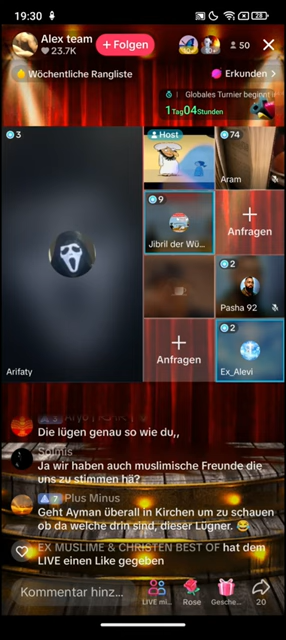 19:30
28
Alex team
23.7K
+ Folgen
50
Wöchentliche Rangliste
Erkunden >
Globales Turnier beginnt in
1Tag04Stunden
3
Host
74
Aram
9
Jibril der Wü...
Anfragen
2
Pasha 92
Anfragen
2
Ex_Alevi
Arifaty
Die lügen genau so wie du,,
Solmis
Ja wir haben auch muslimische Freunde die
uns zu stimmen hä?
7 Plus Minus
Geht Ayman überall in Kirchen um zu schauen
ob da welche drin sind, dieser Lügner. 😂
EX MUSLIME & CHRISTEN BEST OF hat dem
LIVE einen Like gegeben
Kommentar hinz...
LIVE mi...
Rose
Gesche...
20